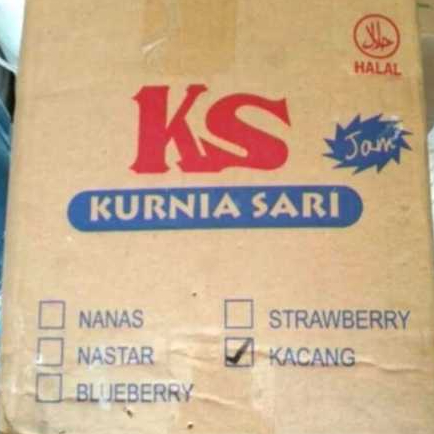 حلال
HALAL
KS
Jam
KURNIA SARI
NANAS
STRAWBERRY
NASTAR
KACANG
BLUEBERRY